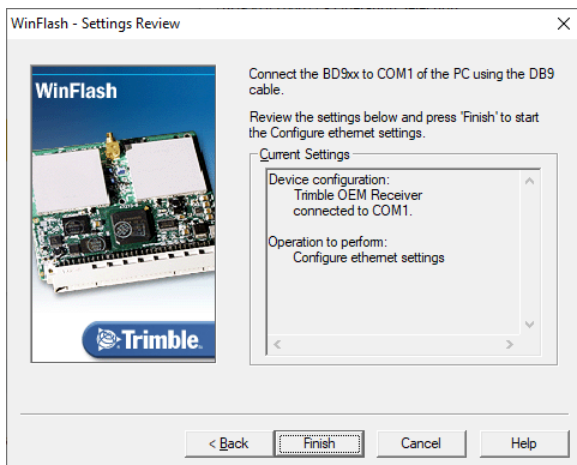 WinFlash - Settings Review
WinFlash
Trimble.
Connect the BD9xx to COM1 of the PC using the DB9
cable.
Review the settings below and press 'Finish' to start
the Configure ethernet settings.
Current Settings
Device configuration:
Trimble OEM Receiver
connected to COM1.
Operation to perform:
Configure ethernet settings
< Back
Finish
Cancel
Help